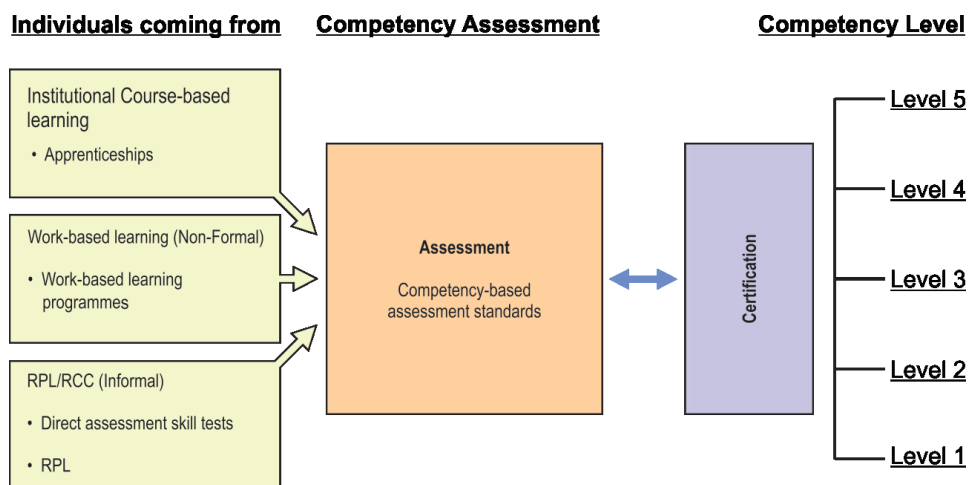 Individuals coming from
Competency Assessment
Competency Level
Institutional Course-based
learning
• Apprenticeships
Work-based learning (Non-Formal)
• Work-based learning
programmes
RPL/RCC (Informal)
• Direct assessment skill tests
• RPL
Assessment
Competency-based
assessment standards
Certification
Level 5
Level 4
Level 3
Level 2
Level 1